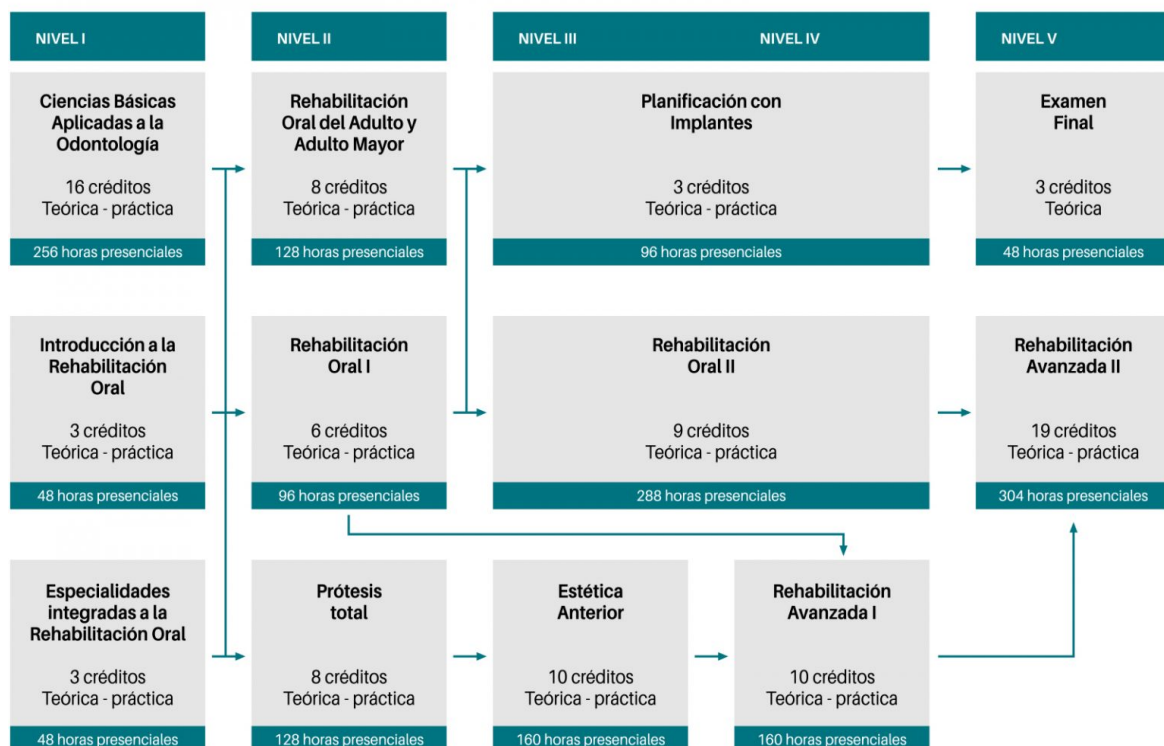 NIVEL I
NIVEL II
NIVEL III
NIVEL IV
NIVEL V
Ciencias Básicas
Aplicadas a la
Odontología
16 créditos
Teórica - práctica
256 horas presenciales
Rehabilitación
Oral del Adulto y
Adulto Mayor
8 créditos
Teórica - práctica
128 horas presenciales
Planificación con
Implantes
3 créditos
Teórica - práctica
96 horas presenciales
Examen
Final
3 créditos
Teórica
48 horas presenciales
Introducción a la
Rehabilitación
Oral
3 créditos
Teórica - práctica
48 horas presenciales
Rehabilitación
Oral I
6 créditos
Teórica - práctica
96 horas presenciales
Rehabilitación
Oral II
9 créditos
Teórica - práctica
288 horas presenciales
Rehabilitación
Avanzada II
19 créditos
Teórica - práctica
304 horas presenciales
Especialidades
integradas a la
Rehabilitación Oral
3 créditos
Teórica - práctica
48 horas presenciales
Prótesis
total
8 créditos
Teórica - práctica
128 horas presenciales
Estética
Anterior
10 créditos
Teórica - práctica
160 horas presenciales
Rehabilitación
Avanzada I
10 créditos
Teórica - práctica
160 horas presenciales